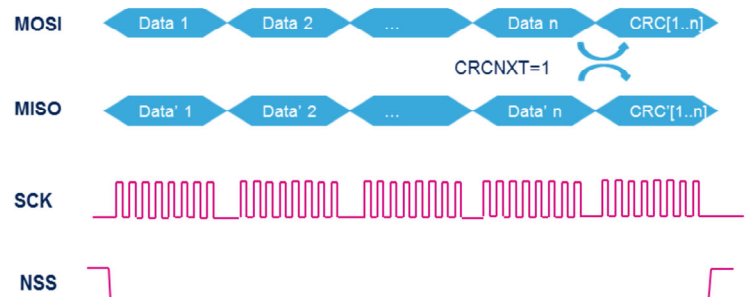 MOSI Data 1 Data 2 ... Data n CRC[1..n]
CRCNXT=1
MISO Data' 1 Data' 2 ... Data' n CRC'[1..n]
SCK
NSS